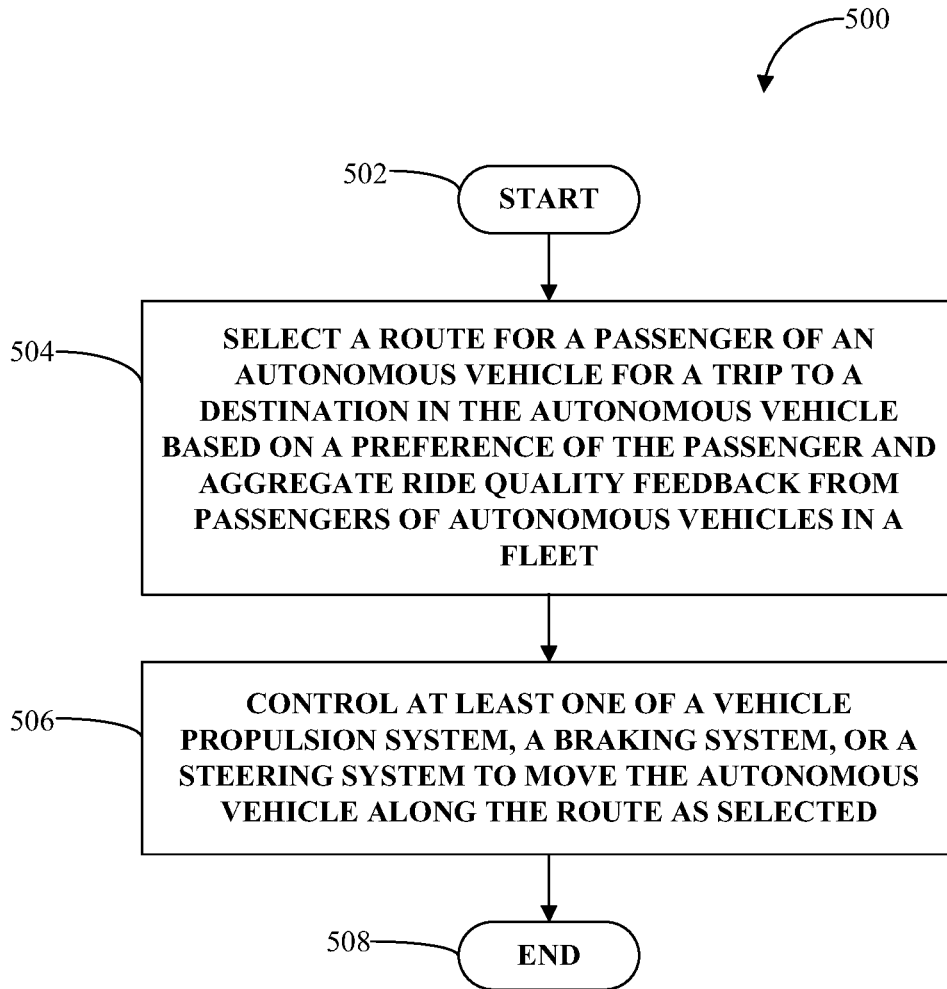 500
502
START
504
SELECT A ROUTE FOR A PASSENGER OF AN
AUTONOMOUS VEHICLE FOR A TRIP TO A
DESTINATION IN THE AUTONOMOUS VEHICLE
BASED ON A PREFERENCE OF THE PASSENGER AND
AGGREGATE RIDE QUALITY FEEDBACK FROM
PASSENGERS OF AUTONOMOUS VEHICLES IN A
FLEET
506
CONTROL AT LEAST ONE OF A VEHICLE
PROPULSION SYSTEM, A BRAKING SYSTEM, OR A
STEERING SYSTEM TO MOVE THE AUTONOMOUS
VEHICLE ALONG THE ROUTE AS SELECTED
508
END